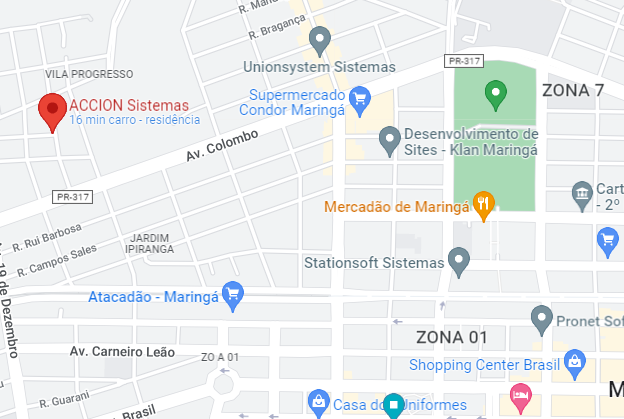 R. Bragança
Unionsystem Sistemas
PR-317
VILA PROGRESSO
ZONA 7
Supermercado
Condor Maringá
ACCION Sistemas
16 min carro - residência
Av. Colombo
Desenvolvimento de
Sites - Klan Maringá
PR-317
Cart
- 2º
Mercadão de Maringá
R. Rui Barbosa
JARDIM
IPIRANGA
R. Campos Sales
Stationsoft Sistemas
19 de Dezembro
Atacadão - Maringá
Pronet Sof
ZONA 01
Av. Carneiro Leão
ZO A 01
Shopping Center Brasil
R. Guarani
Brasil
Casa do
Uniformes
M